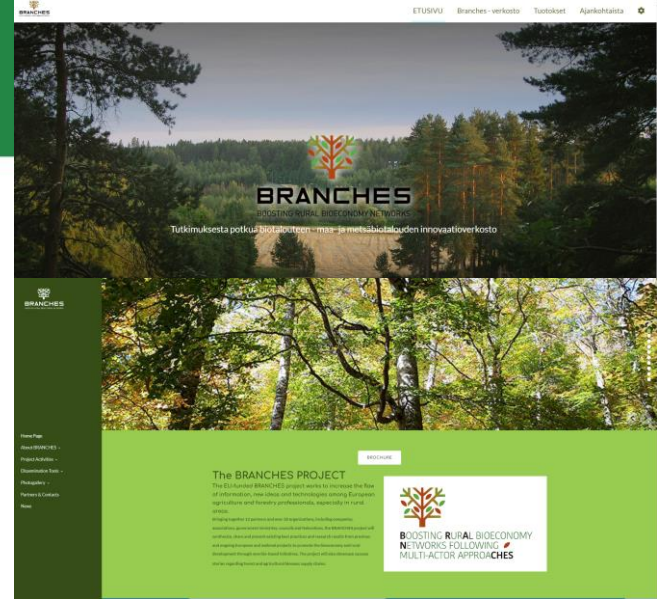 BRANCHES
ETUSIVU Branches - verkosto Tuotokset Ajankohtaista
BRANCHES
BOOSTING RURAL BIOECONOMY NETWORKS
Tutkimuksesta potkua biotalouteen - maa- ja metsäbiotalouden innovaatioverkosto
BRANCHES
Home Page
About BRANCHES
Project Activities
Dissemination Tools
Photogallery
Partners & Contacts
News
BROCHURE
The BRANCHES PROJECT
The EU-funded BRANCHES project works to increase the flow
of information, new ideas and technologies among European
agriculture and forestry professionals, especially in rural
areas.
BOOSTING RURAL BIOECONOMY
NETWORKS FOLLOWING
MULTI-ACTOR APPROACHES